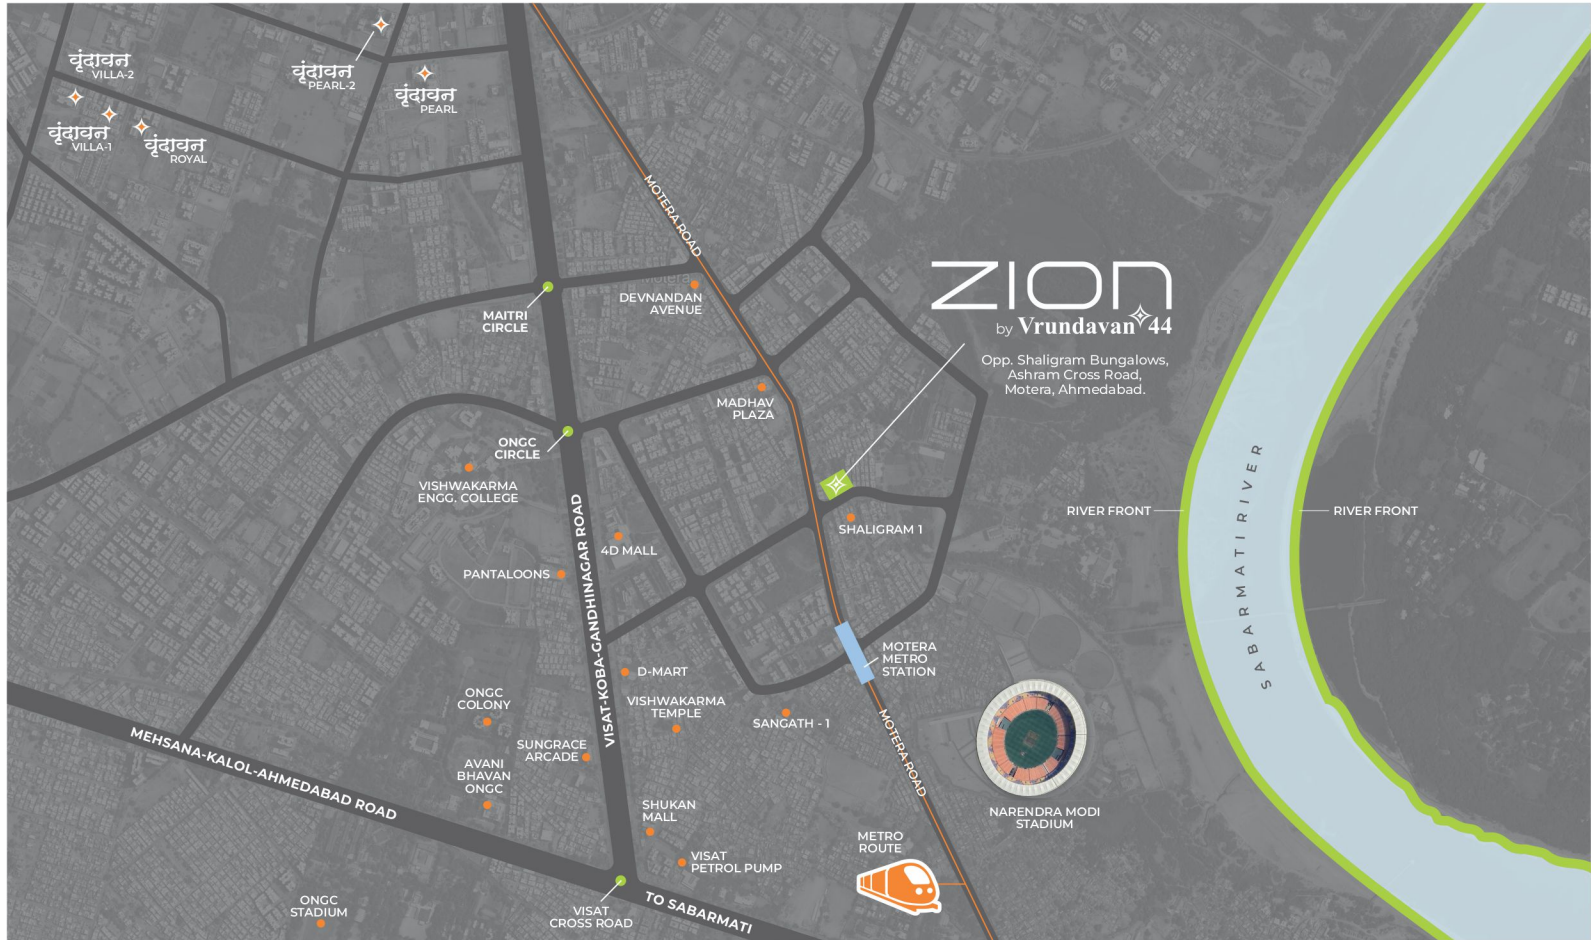 वृंदावन
VILLA-2
वृंदावन
VILLA-1
वृंदावन
ROYAL
वृंदावन
PEARL-2
वृंदावन
PEARL
MOTERA ROAD
ZION
by Vrundavan 44
Opp. Shaligram Bungalows,
Ashram Cross Road,
Motera, Ahmedabad.
MAITRI
CIRCLE
Motera
DEVNANDAN
AVENUE
MADHAV
PLAZA
ONGC
CIRCLE
VISHWAKARMA
ENGG. COLLEGE
VISAT-KOBA-GANDHINAGAR ROAD
4D MALL
PANTALOONS
SHALIGRAM 1
RIVER FRONT
SABARMATI RIVER
RIVER FRONT
MOTERA
METRO
STATION
D-MART
VISHWAKARMA
TEMPLE
SANGATH - 1
ONGC
COLONY
SUNGRACE
ARCADE
AVANI
BHAVAN
ONGC
MEHSANA-KALOL-AHMEDABAD ROAD
MOTERA ROAD
NARENDRA MODI
STADIUM
SHUKAN
MALL
VISAT
PETROL PUMP
METRO
ROUTE
ONGC
STADIUM
VISAT
CROSS ROAD
TO SABARMATI